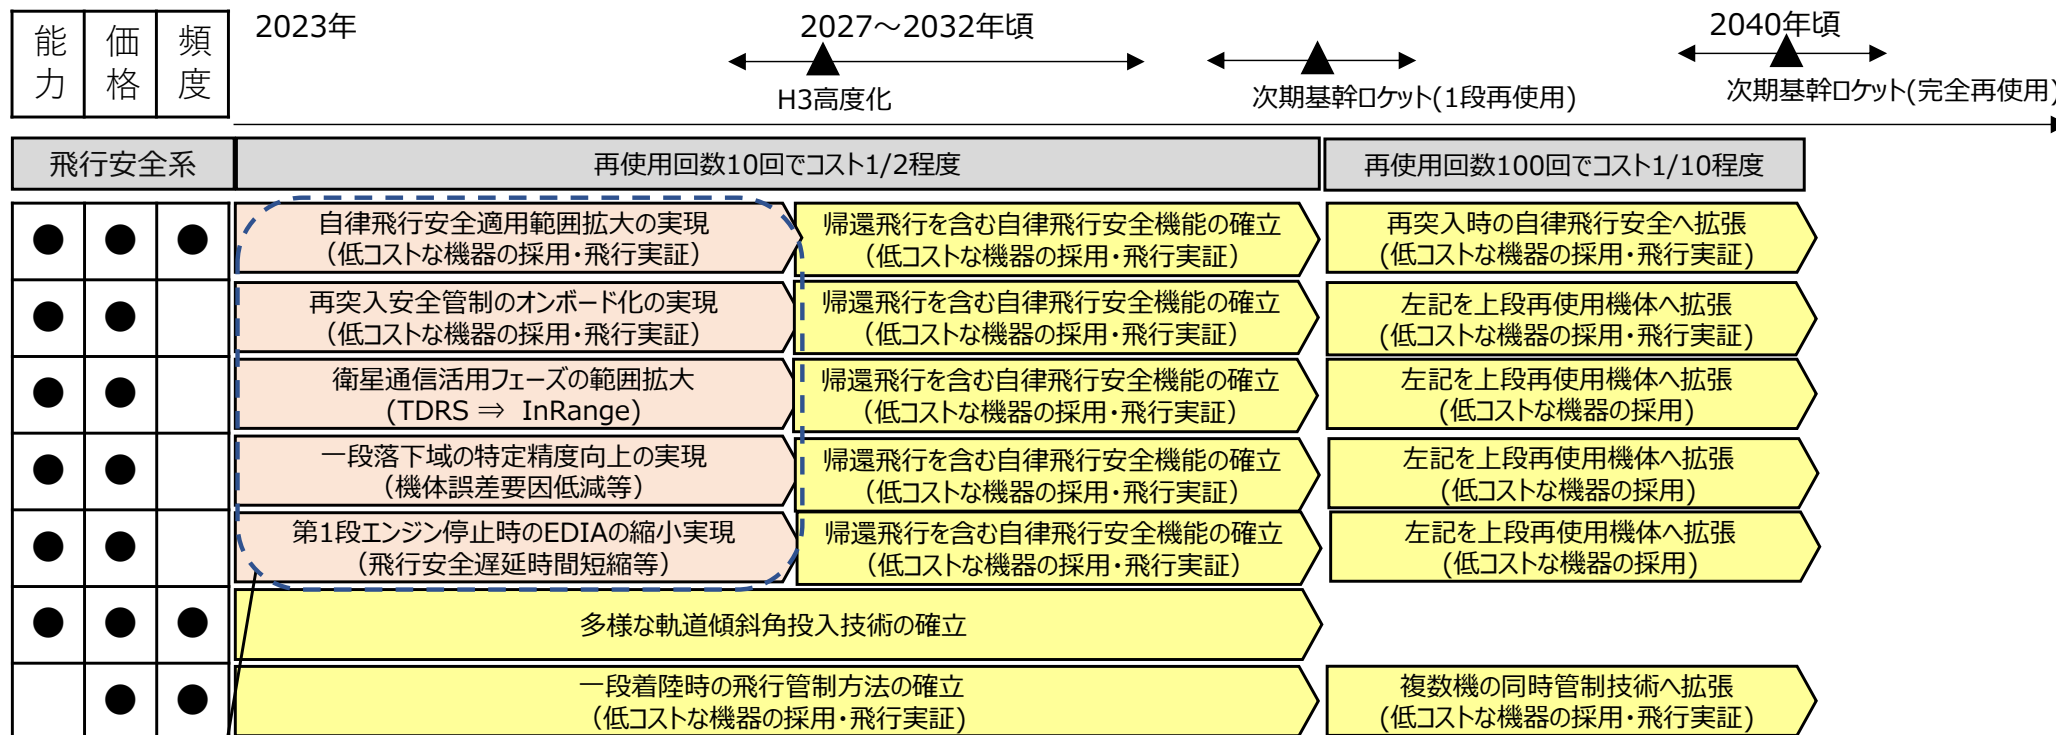 能力
価格
頻度
2023年
2027～2032年頃
2040年頃
H3高度化
次期基幹ロケット(1段再使用)
次期基幹ロケット(完全再使用)
飛行安全系
再使用回数10回でコスト1/2程度
再使用回数100回でコスト1/10程度
● ● ●
自律飛行安全適用範囲拡大の実現
（低コストな機器の採用・飛行実証）
帰還飛行を含む自律飛行安全機能の確立
（低コストな機器の採用・飛行実証）
再突入時の自律飛行安全へ拡張
(低コストな機器の採用・飛行実証)
● ●
再突入安全管制のオンボード化の実現
（低コストな機器の採用・飛行実証）
帰還飛行を含む自律飛行安全機能の確立
（低コストな機器の採用・飛行実証）
左記を上段再使用機体へ拡張
(低コストな機器の採用・飛行実証)
● ●
衛星通信活用フェーズの範囲拡大
(TDRS ⇒ InRange)
帰還飛行を含む自律飛行安全機能の確立
（低コストな機器の採用・飛行実証）
左記を上段再使用機体へ拡張
(低コストな機器の採用)
● ●
一段落下域の特定精度向上の実現
（機体誤差要因低減等）
帰還飛行を含む自律飛行安全機能の確立
（低コストな機器の採用・飛行実証）
左記を上段再使用機体へ拡張
(低コストな機器の採用)
● ●
第1段エンジン停止時のEDIAの縮小実現
（飛行安全遅延時間短縮等）
帰還飛行を含む自律飛行安全機能の確立
（低コストな機器の採用・飛行実証）
左記を上段再使用機体へ拡張
(低コストな機器の採用)
● ● ●
多様な軌道傾斜角投入技術の確立
● ●
一段着陸時の飛行管制方法の確立
（低コストな機器の採用・飛行実証)
複数機の同時管制技術へ拡張
(低コストな機器の採用・飛行実証)